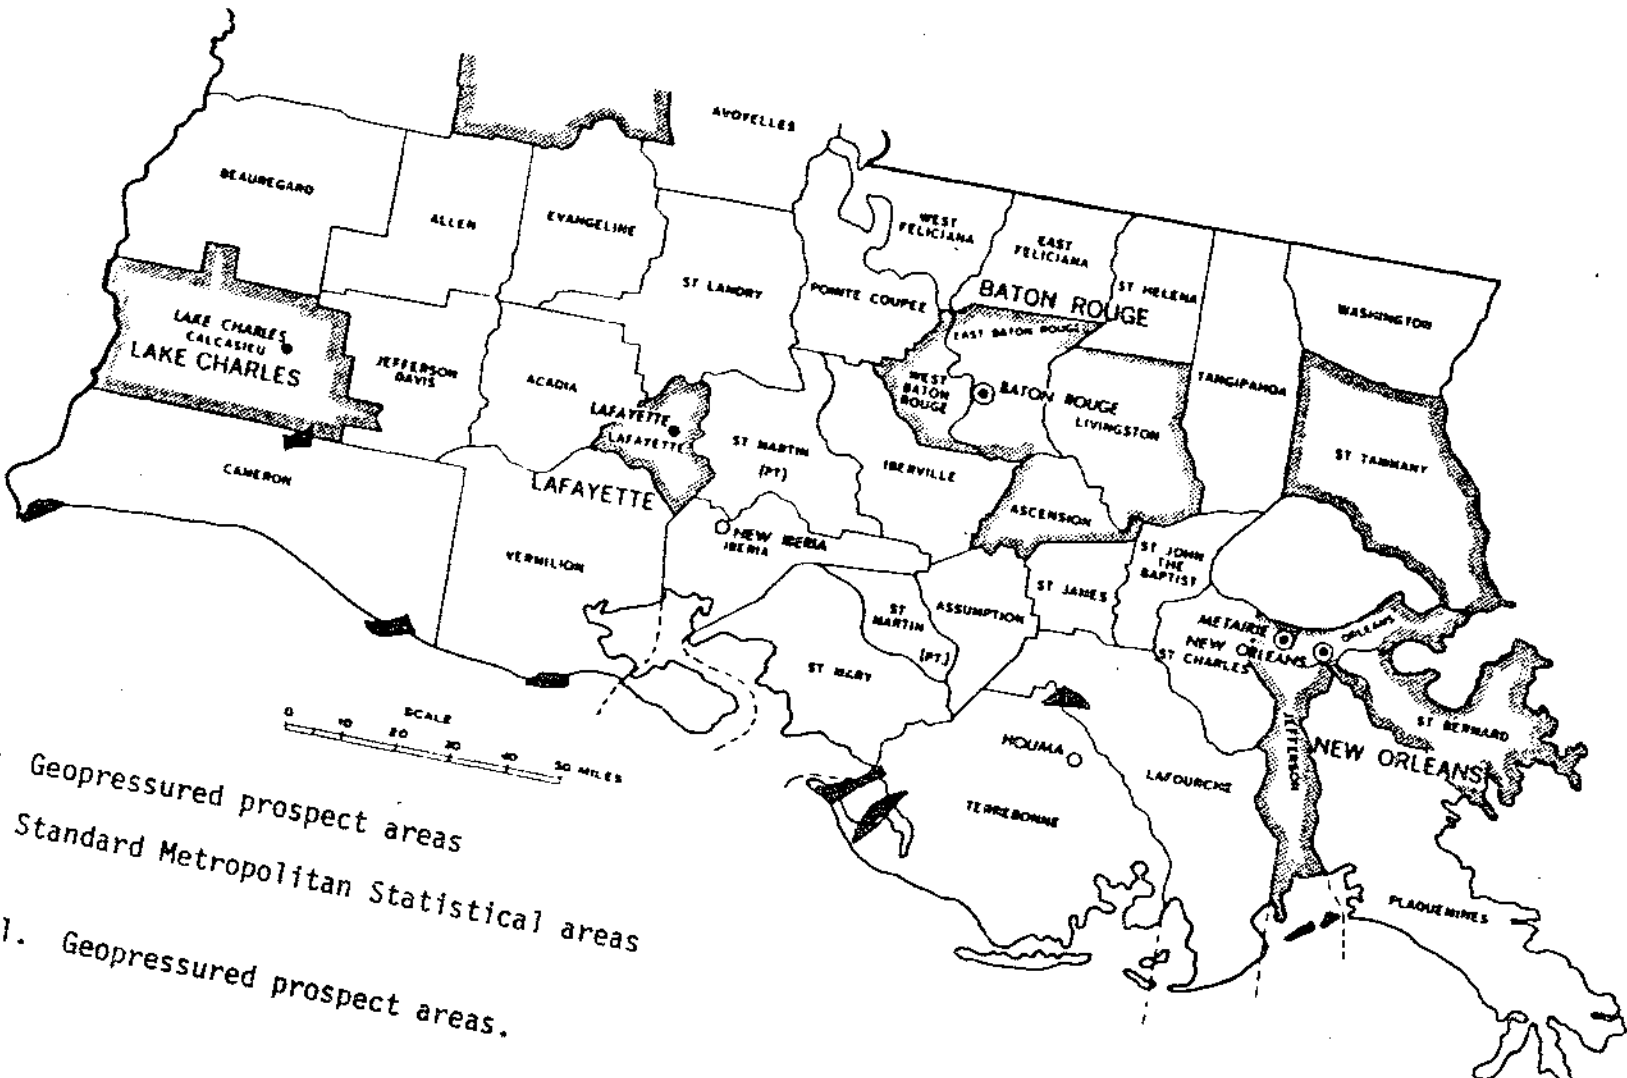 AVOYELLES
BEAUREGARD
ALLEN
EVANGELINE
WEST
FELICIANA
EAST
FELICIANA
ST HELENA
WASHINGTON
ST LANDRY
POINTE COUPEE
BATON ROUGE
EAST BATON ROUGE
LAKE CHARLES
CALCASIEU
LAKE CHARLES
JEFFERSON
DAVIS
ACADIA
LAFAYETTE
LAFAYETTE
LAFAYETTE
WEST
BATON
ROUGE
BATON ROUGE
LIVINGSTON
TANGIPAHOA
ST TAMMANY
CAMERON
ST MARTIN
(PT)
IBERVILLE
ASCENSION
NEW IBERIA
IBERIA
VERMILION
ST JOHN
THE
BAPTIST
ST JAMES
ASSUMPTION
ST
MARTIN
(PT.)
ST MARY
METAIRIE
NEW ORLEANS
ST CHARLES
ORLEANS
ST BERNARD
JEFFERSON
NEW ORLEANS
HOUMA
LAFOURCHE
TERREBONNE
PLAQUEMINES
SCALE
0 10 20 30 40 50 MILES
Geopressured prospect areas
Standard Metropolitan Statistical areas
1. Geopressured prospect areas.